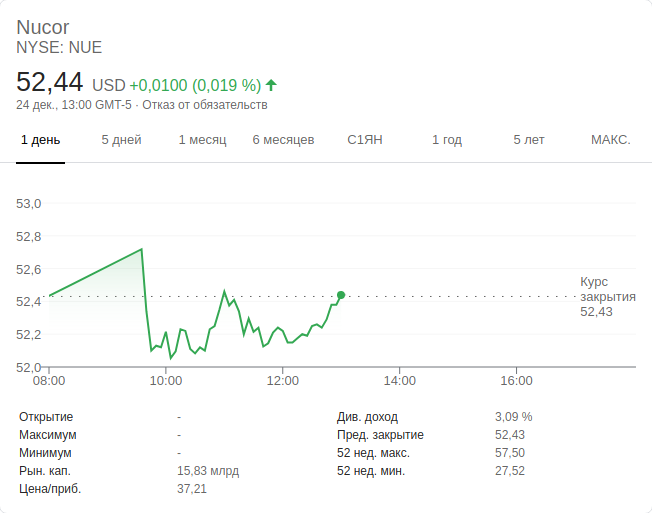 Nucor
NYSE: NUE
52,44 USD +0,0100 (0,019 %)
24 дек., 13:00 GMT-5 · Отказ от обязательств
1 день 5 дней 1 месяц 6 месяцев С1ЯН 1 год 5 лет МАКС.
53,0
52,8
52,6
52,4
52,2
52,0
Курс
закрытия
52,43
08:00 10:00 12:00 14:00 16:00
Открытие -
Максимум -
Минимум -
Рын. кап. 15,83 млрд
Цена/приб. 37,21
Див. доход 3,09 %
Пред. закрытие 52,43
52 нед. макс. 57,50
52 нед. мин. 27,52